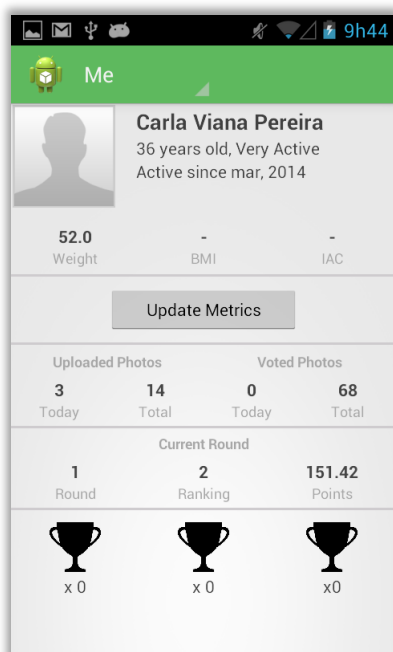 9h44
Me
Carla Viana Pereira
36 years old, Very Active
Active since mar, 2014
52.0 - -
Weight BMI IAC
Update Metrics
Uploaded Photos Voted Photos
3 14 0 68
Today Total Today Total
Current Round
1 2 151.42
Round Ranking Points
x 0 x 0 x0